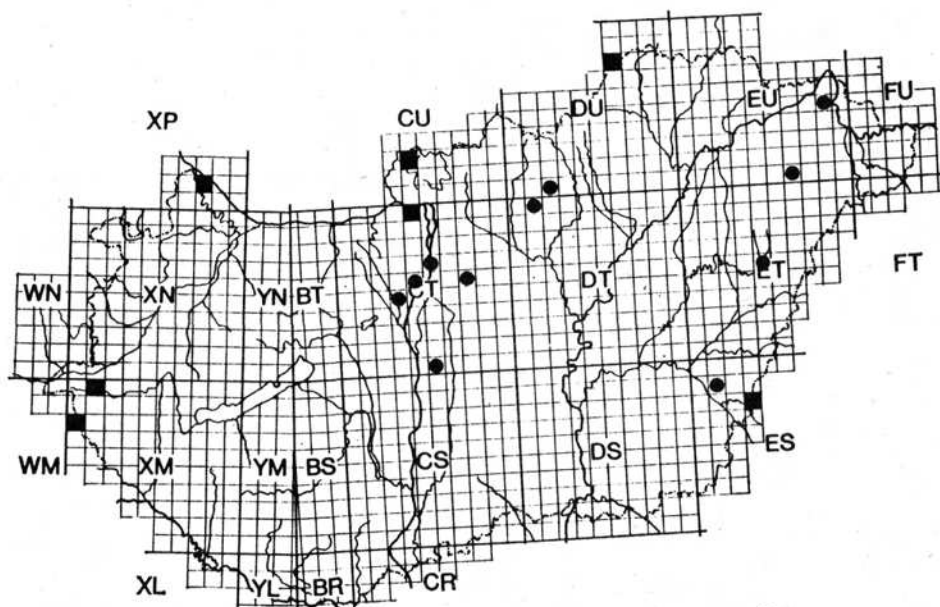 XP CU DU EU FU
WN XN YN BT CT DT ET FT
WM XM YM BS CS DS ES
XL YL BR CR